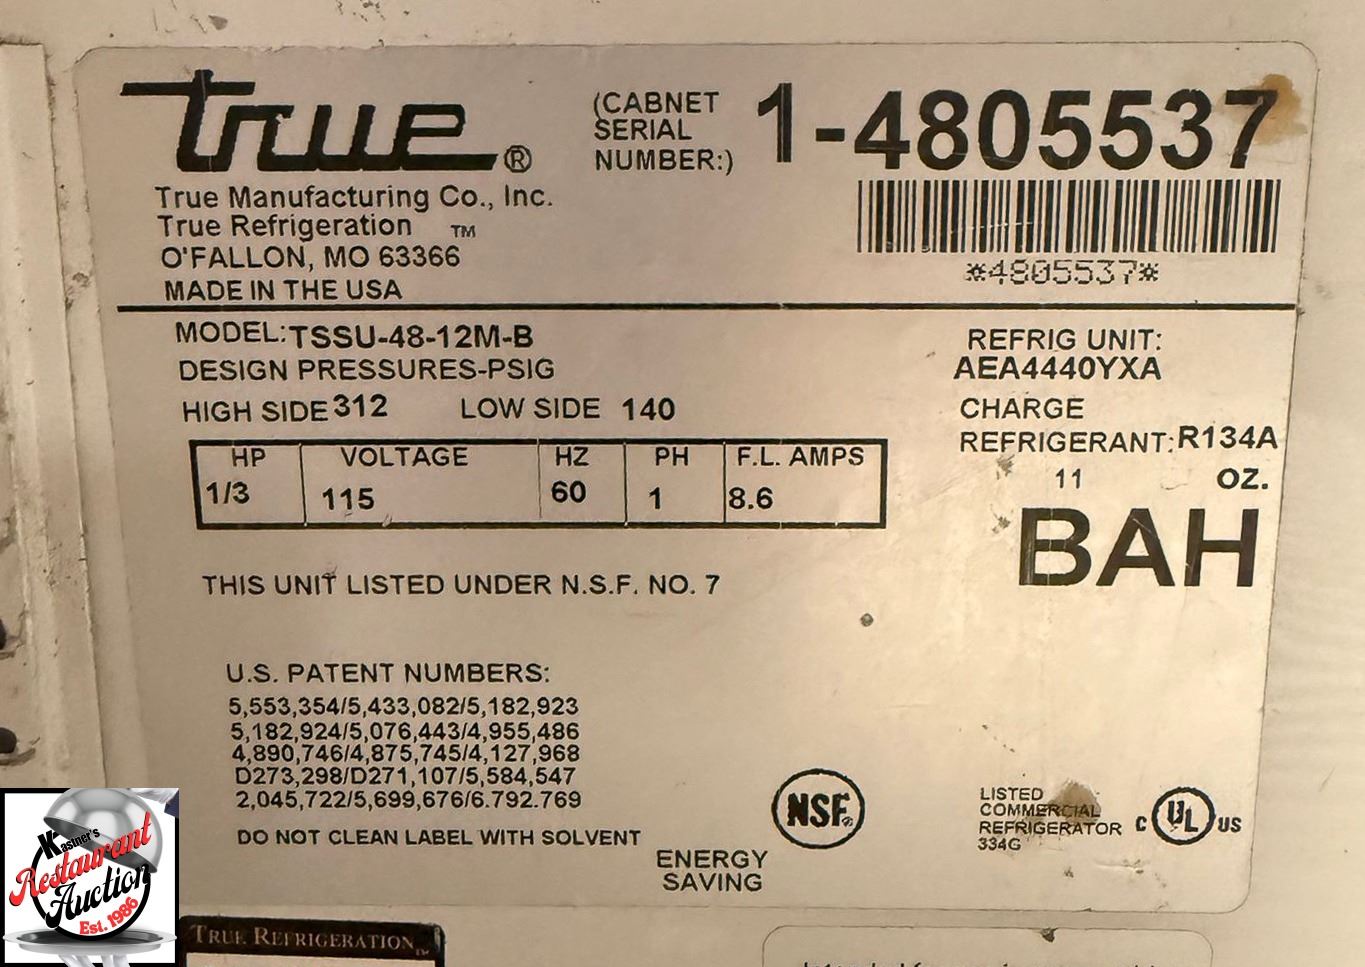 true®
(CABNET
SERIAL
NUMBER:) 1-4805537
True Manufacturing Co., Inc.
True Refrigeration TM
O'FALLON, MO 63366
MADE IN THE USA
*4805537*
MODEL: TSSU-48-12M-B
DESIGN PRESSURES-PSIG
HIGH SIDE 312 LOW SIDE 140
REFRIG UNIT:
AEA4440YXA
CHARGE
REFRIGERANT: R134A
11 OZ.
BAH
HP VOLTAGE HZ PH F.L. AMPS
1/3 115 60 1 8.6
THIS UNIT LISTED UNDER N.S.F. NO. 7
U.S. PATENT NUMBERS:
5,553,354/5,433,082/5,182,923
5,182,924/5,076,443/4,955,486
4,890,746/4,875,745/4,127,968
D273,298/D271,107/5,584,547
2,045,722/5,699,676/6.792.769
DO NOT CLEAN LABEL WITH SOLVENT
ENERGY
SAVING
NSF®
LISTED
COMMERCIAL
REFRIGERATOR
334G
C UL US
Kastner's
Restaurant
Auction
Est. 1986
TRUE REFRIGERATION